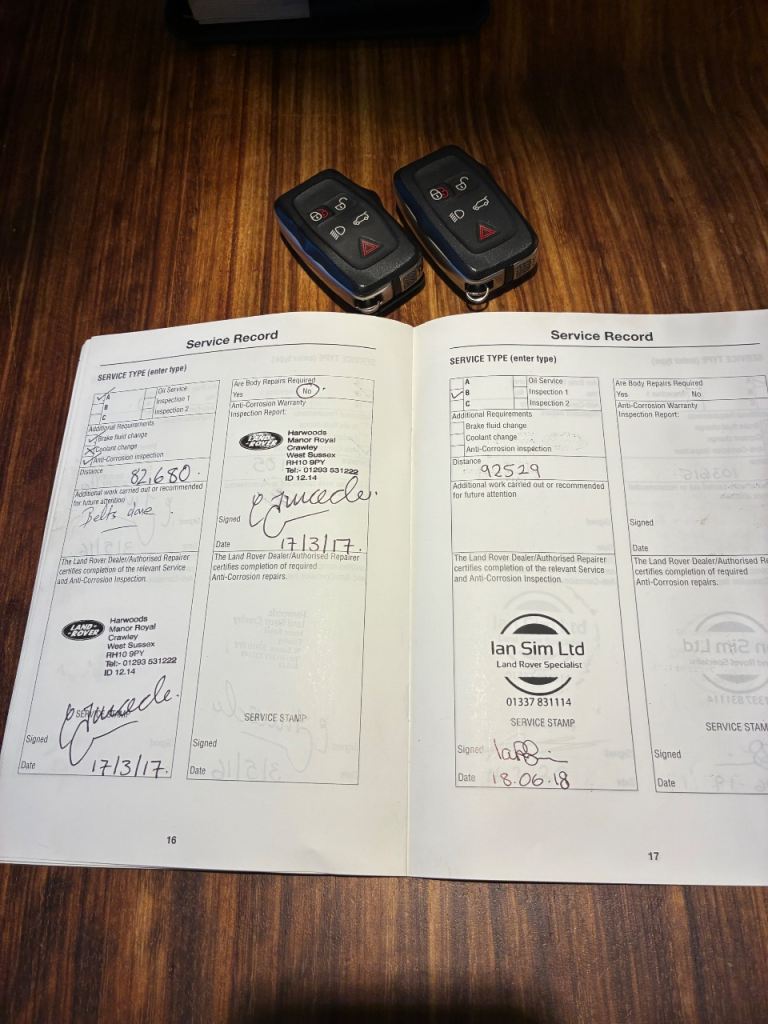 Service Record
SERVICE TYPE (enter type)
A
B
C
Oil Service
Inspection 1
Inspection 2
Additional Requirements
Brake fluid change
Coolant change
Anti-Corrosion inspection
Distance 82,680.
Additional work carried out or recommended
for future attention
Belts done
The Land Rover Dealer/Authorised Repairer
certifies completion of the relevant Service
and Anti-Corrosion Inspection.
LAND-
-ROVER
Harwoods
Manor Royal
Crawley
West Sussex
RH10 9PY
Tel:- 01293 531222
ID 12.14
SERVICE STAMP
Signed
Date 17/3/17.
Are Body Repairs Required
Yes No
Anti-Corrosion Warranty
Inspection Report:
LAND-
-ROVER
Harwoods
Manor Royal
Crawley
West Sussex
RH10 9PY
Tel:- 01293 531222
ID 12.14
Signed
Date 17/3/17.
The Land Rover Dealer/Authorised Repairer
certifies completion of required
Anti-Corrosion repairs.
SERVICE STAMP
Signed
Date
16
Service Record
SERVICE TYPE (enter type)
A
B
C
Oil Service
Inspection 1
Inspection 2
Additional Requirements
Brake fluid change
Coolant change
Anti-Corrosion inspection
Distance
92529
Additional work carried out or recommended
for future attention
The Land Rover Dealer/Authorised Repairer
certifies completion of the relevant Service
and Anti-Corrosion Inspection.
Ian Sim Ltd
Land Rover Specialist
01337 831114
SERVICE STAMP
Signed
Date 18.06.18
Are Body Repairs Required
Yes No
Anti-Corrosion Warranty
Inspection Report:
Signed
Date
The Land Rover Dealer/Authorised Re
certifies completion of required
Anti-Corrosion repairs.
SERVICE STAM
Signed
Date
17